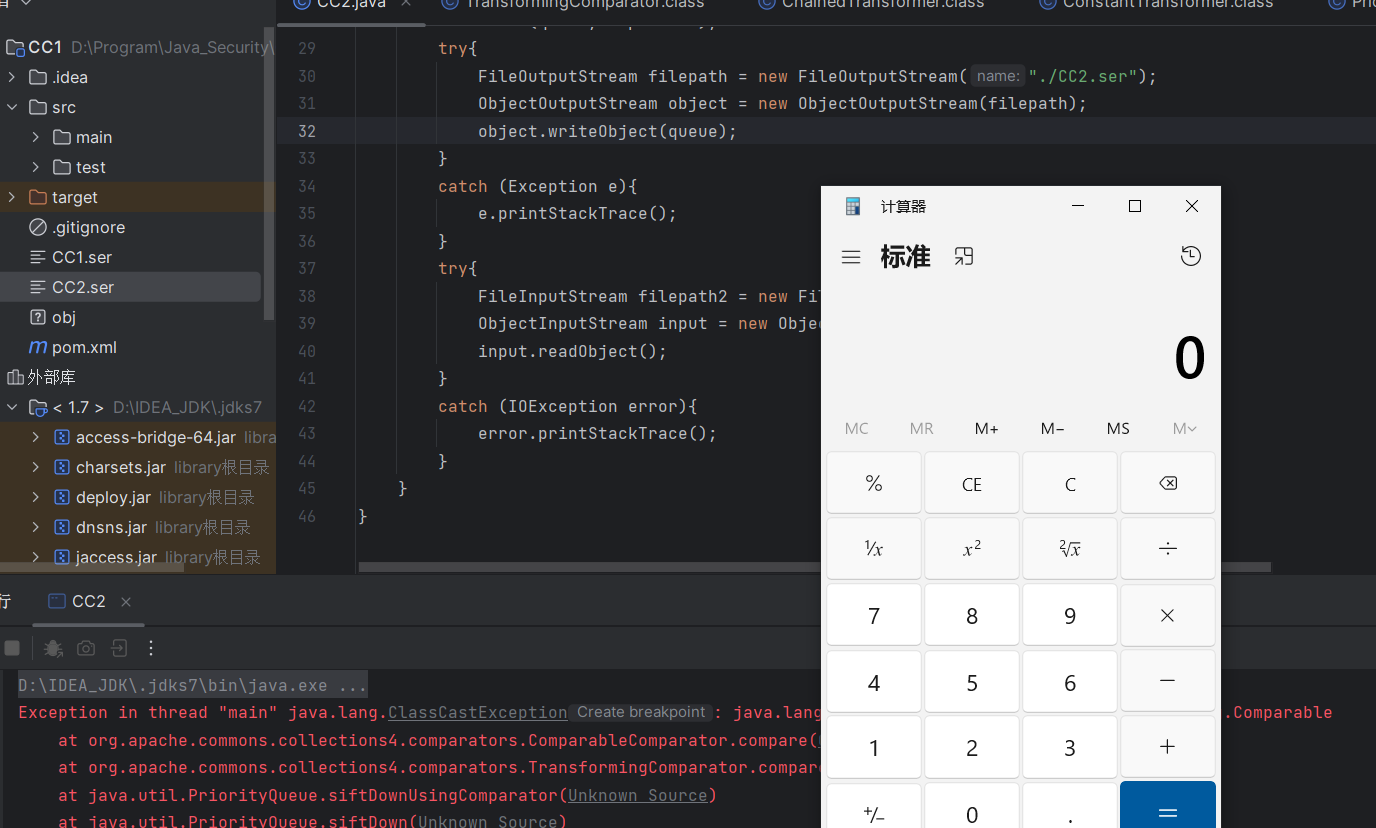 CC2.java
TransformingComparator.class
ChainedTransformer.class
ConstantTransformer.class
CC1 D:\Program\Java_Security\
.idea
src
main
test
target
.gitignore
CC1.ser
CC2.ser
obj
pom.xml
外部库
< 1.7 > D:\IDEA_JDK\.jdks7
access-bridge-64.jar
charsets.jar library根目录
deploy.jar library根目录
dnsns.jar library根目录
jaccess.jar library根目录
29 try{
30 FileOutputStream filepath = new FileOutputStream( name: "./CC2.ser");
31 ObjectOutputStream object = new ObjectOutputStream(filepath);
32 object.writeObject(queue);
33 }
34 catch (Exception e){
35 e.printStackTrace();
36 }
37 try{
38 FileInputStream filepath2 = new
39 ObjectInputStream input = new
40 input.readObject();
41 }
42 catch (IOException error){
43 error.printStackTrace();
44 }
45 }
46 }
计算器
标准
0
MC MR M+ M− MS M
% CE C
⅟x x² ²√x ÷
7 8 9 ×
4 5 6 −
1 2 3 +
+/− 0 . =
行 CC2
D:\IDEA_JDK\.jdks7\bin\java.exe ...
Exception in thread "main" java.lang.ClassCastException Create breakpoint : java.lang .Comparable
at org.apache.commons.collections4.comparators.ComparableComparator.compare(
at org.apache.commons.collections4.comparators.TransformingComparator.compare
at java.util.PriorityQueue.siftDownUsingComparator(Unknown Source)
at java.util.PriorityQueue.siftDown(Unknown Source)